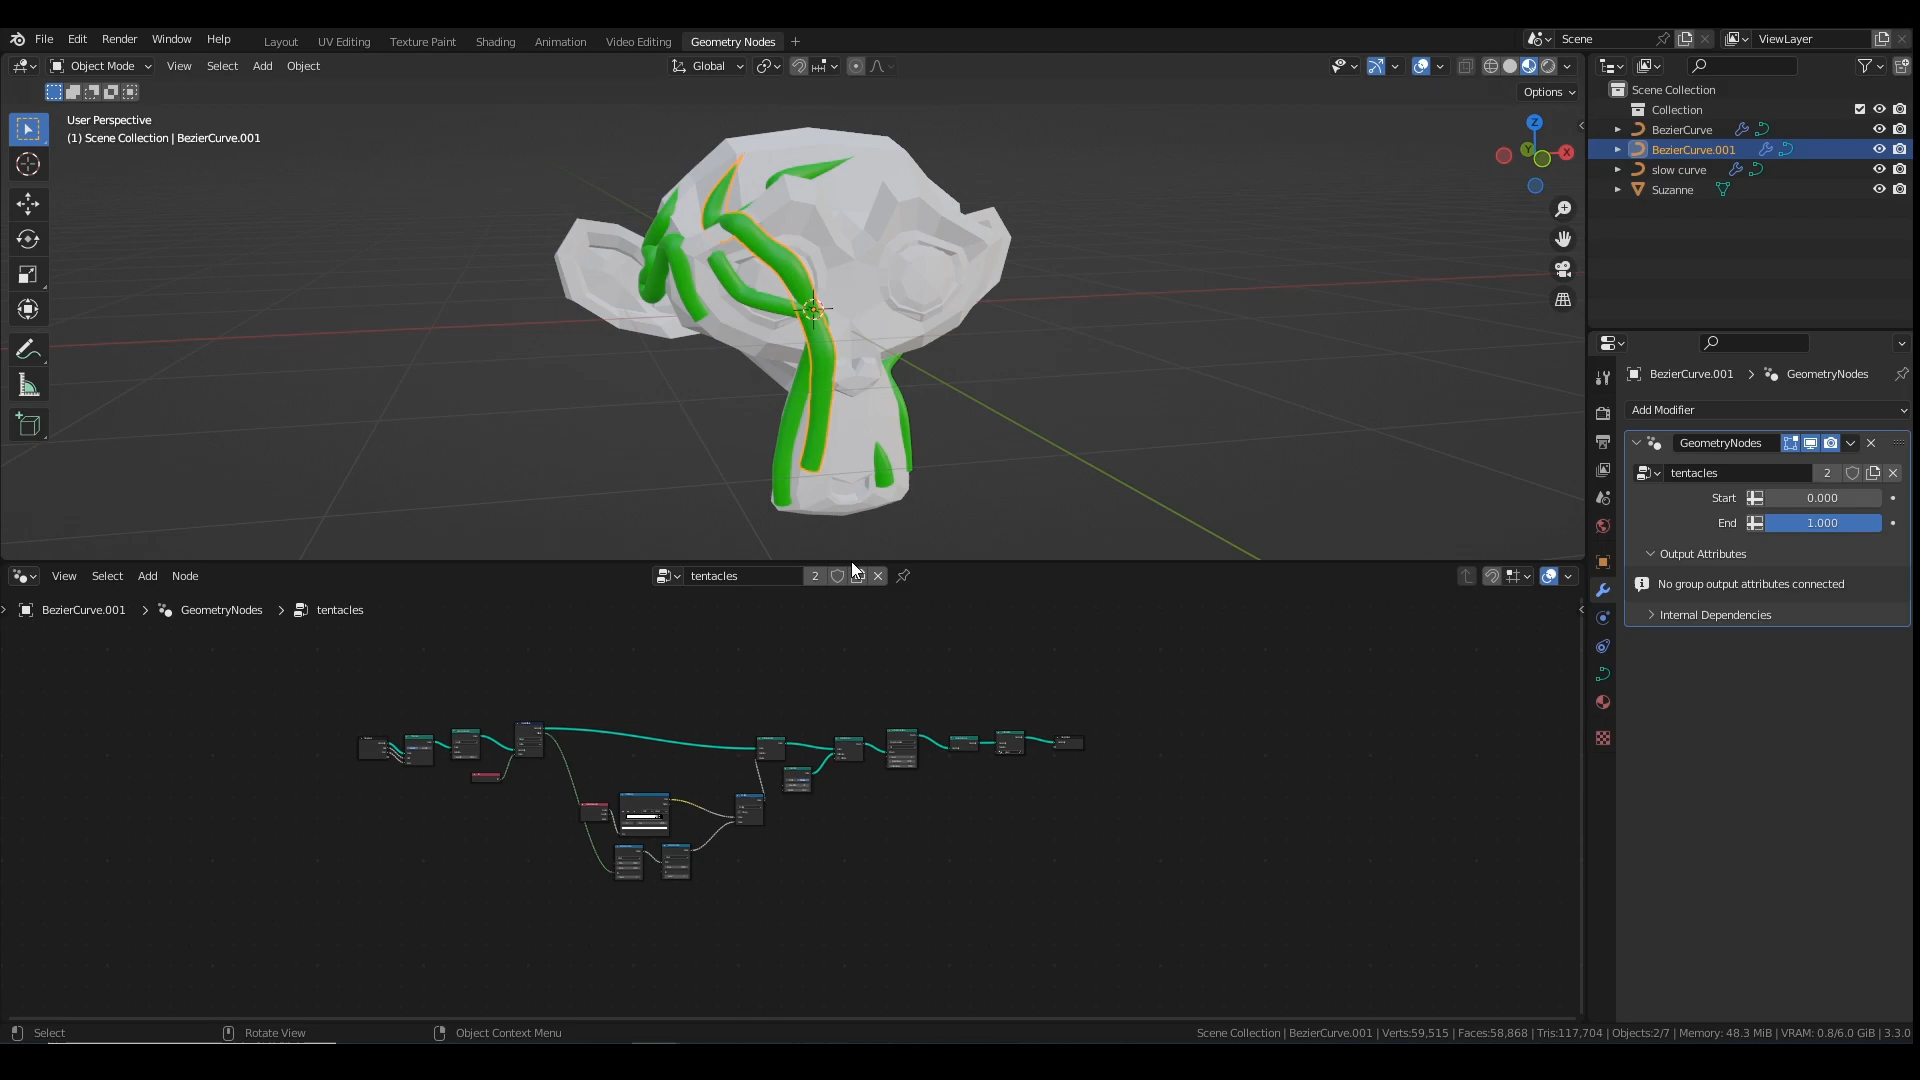 File Edit Render Window Help Layout UV Editing Texture Paint Shading Animation Video Editing Geometry Nodes + Scene ViewLayer
Object Mode View Select Add Object Global
Options
User Perspective
(1) Scene Collection | BezierCurve.001
Z
Y
X
Scene Collection
Collection
BezierCurve
BezierCurve.001
slow curve
Suzanne
BezierCurve.001 > GeometryNodes
Add Modifier
GeometryNodes
tentacles 2
Start 0.000
End 1.000
Output Attributes
No group output attributes connected
Internal Dependencies
View Select Add Node tentacles 2
BezierCurve.001 > GeometryNodes > tentacles
Select Rotate View Object Context Menu Scene Collection | BezierCurve.001 | Verts:59,515 | Faces:58,868 | Tris:117,704 | Objects:2/7 | Memory: 48.3 MiB | VRAM: 0.8/6.0 GiB | 3.3.0